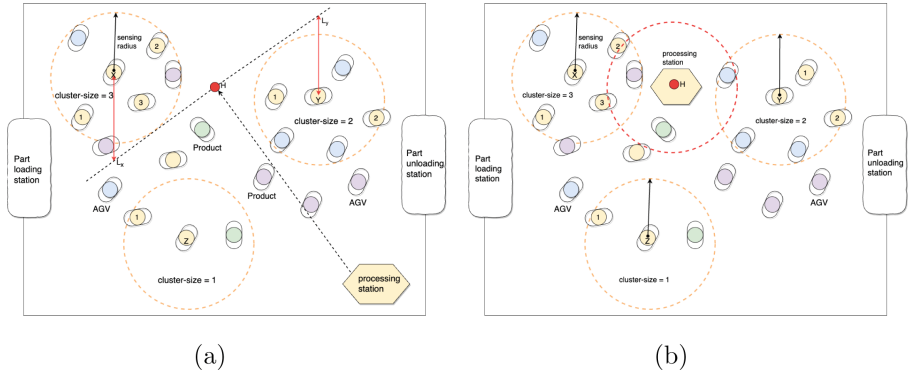 Lᵧ
sensing
radius
2
X
H
1
Y
cluster-size = 3
3
1
2
cluster-size = 2
Product
Lₓ
Part
loading
station
Part
unloading
station
Product
AGV
1
Z
cluster-size = 1
processing
station
(a)
sensing
radius
2
processing
station
X
H
1
Y
cluster-size = 3
3
1
2
cluster-size = 2
Part
loading
station
Part
unloading
station
AGV
AGV
1
Z
cluster-size = 1
(b)